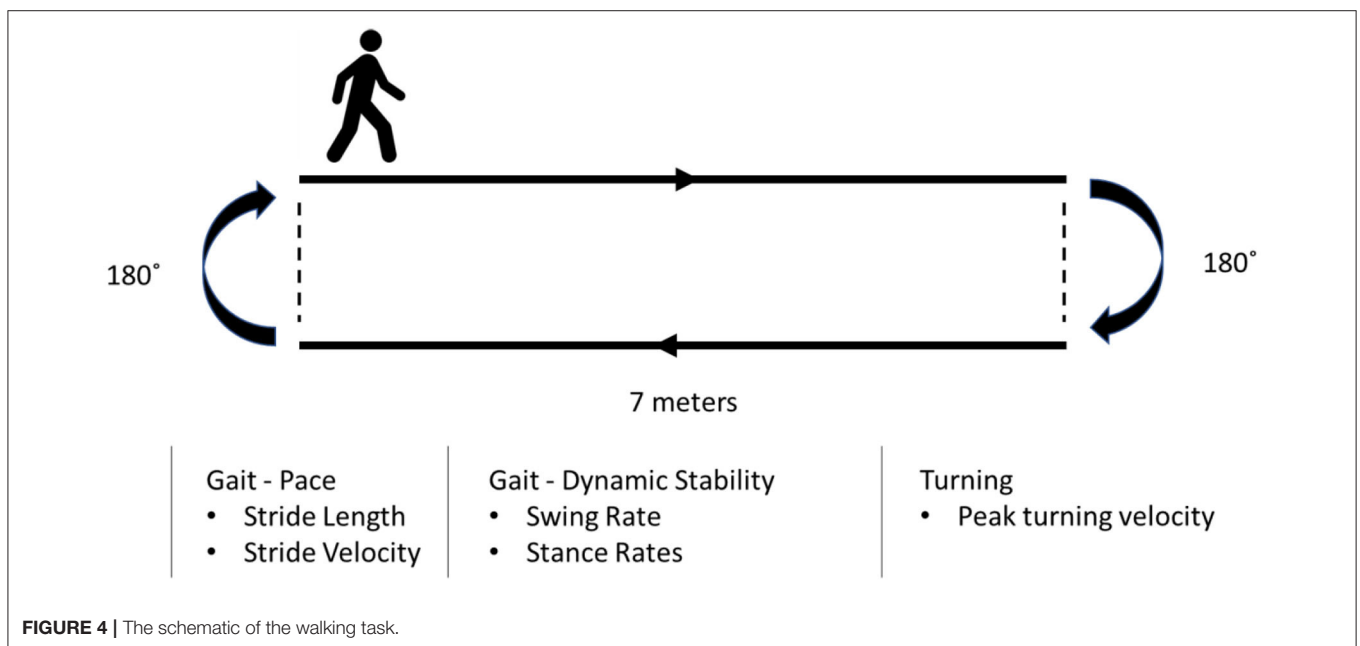 180˚
180˚
7 meters
Gait - Pace
• Stride Length
• Stride Velocity
Gait - Dynamic Stability
• Swing Rate
• Stance Rates
Turning
• Peak turning velocity
FIGURE 4 | The schematic of the walking task.